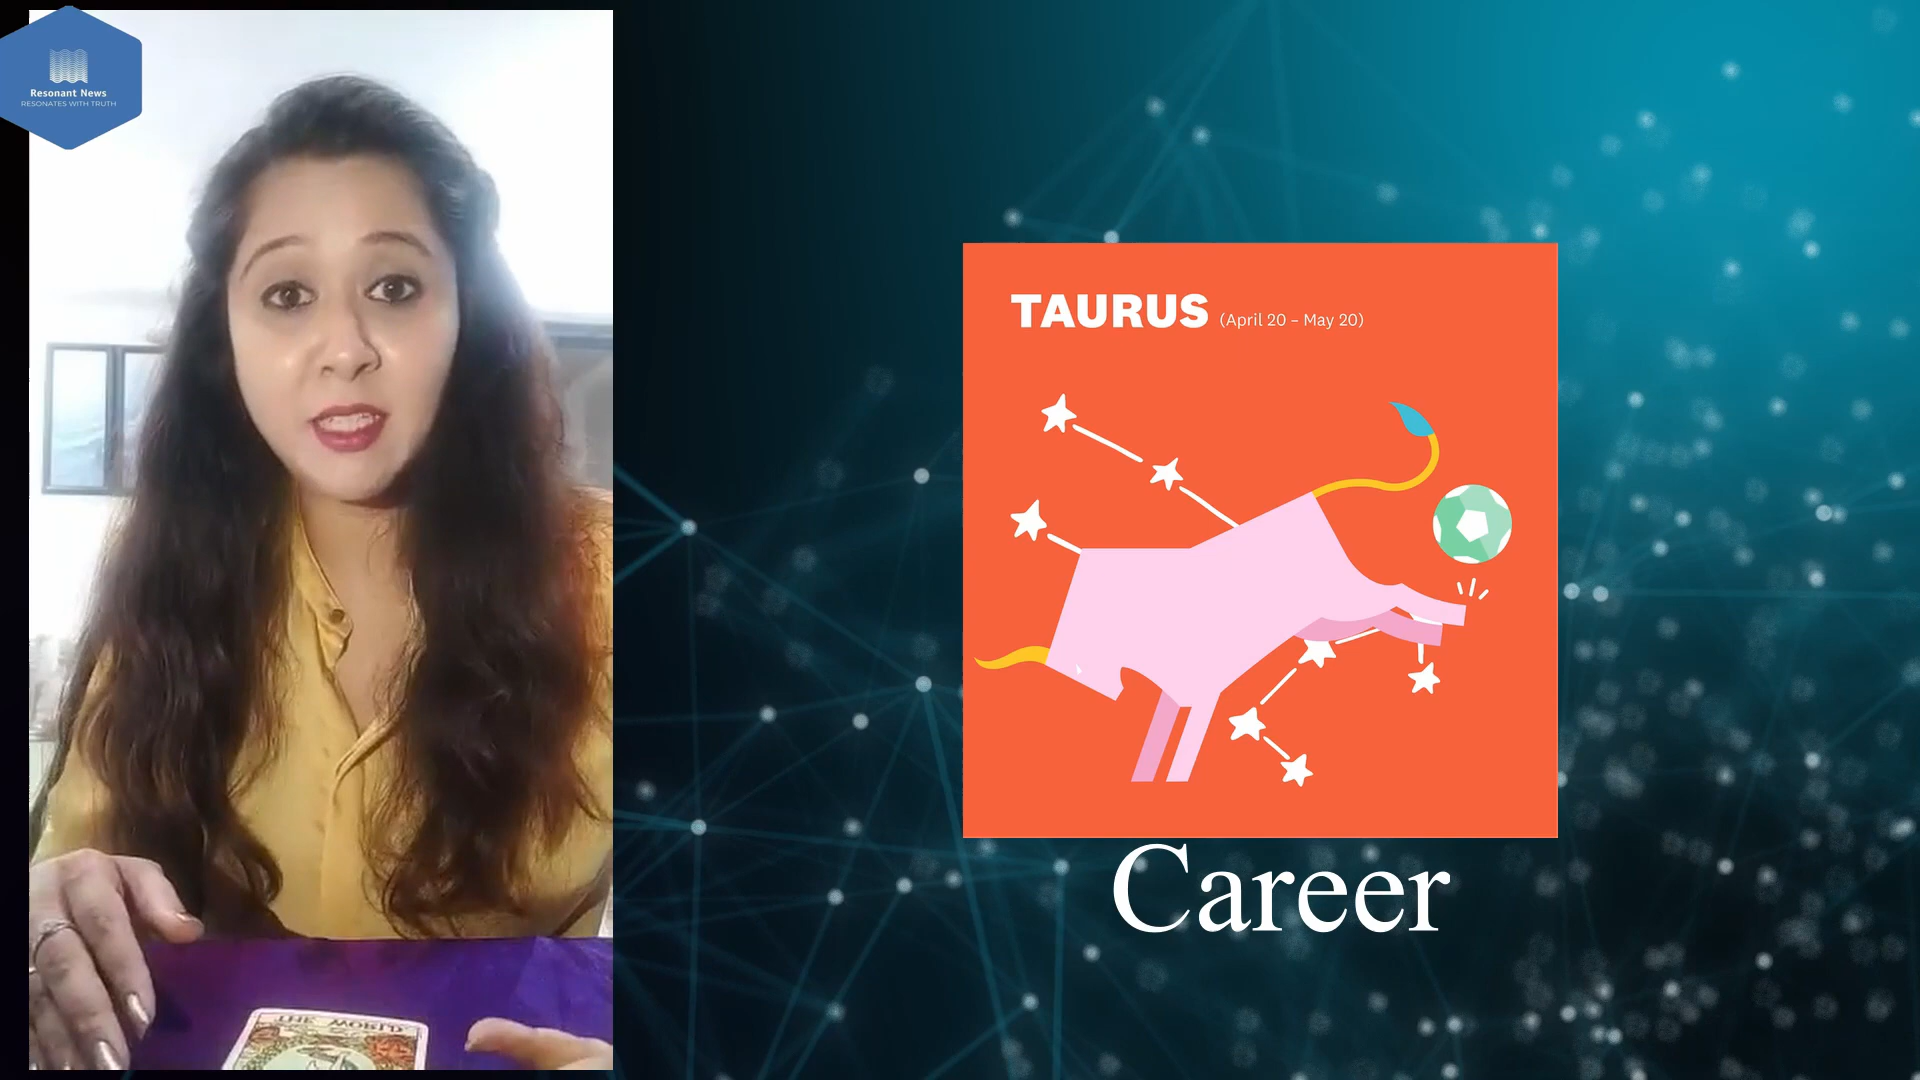 Resonant News
RESONATES WITH TRUTH
TAURUS (April 20 - May 20)
Career
THE WORLD